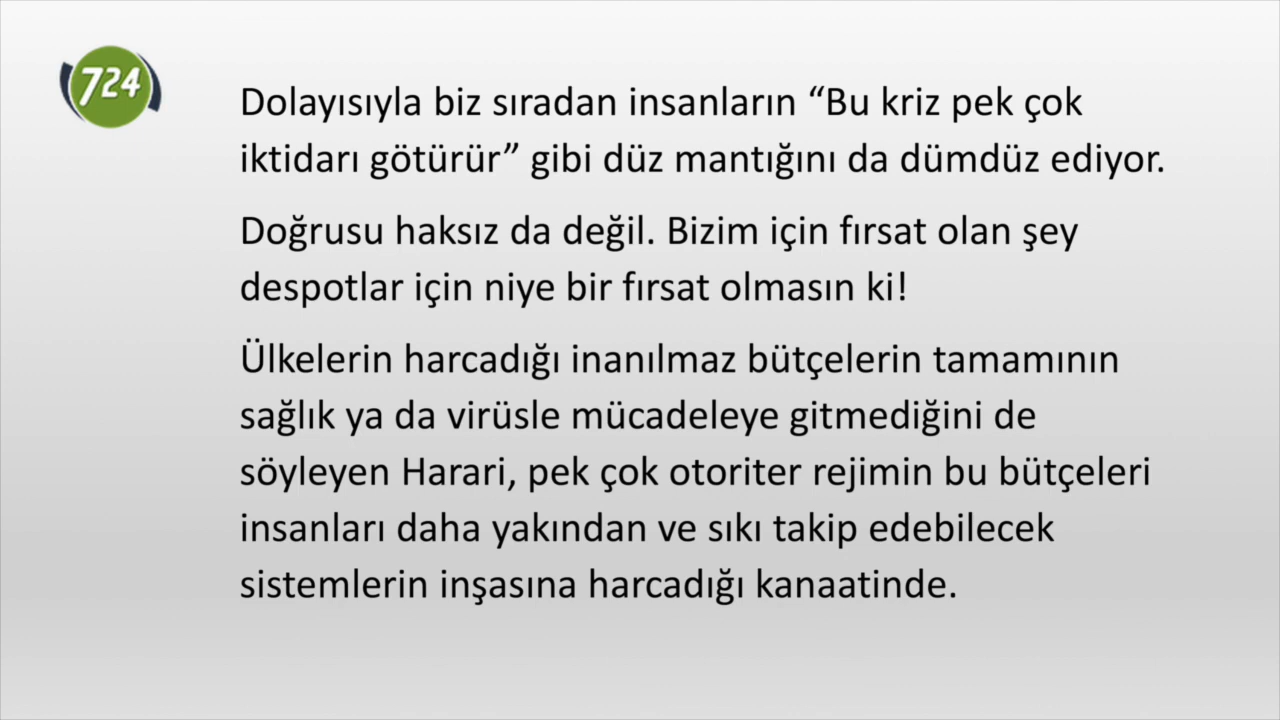 724
Dolayısıyla biz sıradan insanların “Bu kriz pek çok
iktidarı götürür” gibi düz mantığını da dümdüz ediyor.
Doğrusu haksız da değil. Bizim için fırsat olan şey
despotlar için niye bir fırsat olmasın ki!
Ülkelerin harcadığı inanılmaz bütçelerin tamamının
sağlık ya da virüsle mücadeleye gitmediğini de
söyleyen Harari, pek çok otoriter rejimin bu bütçeleri
insanları daha yakından ve sıkı takip edebilecek
sistemlerin inşasına harcadığı kanaatinde.